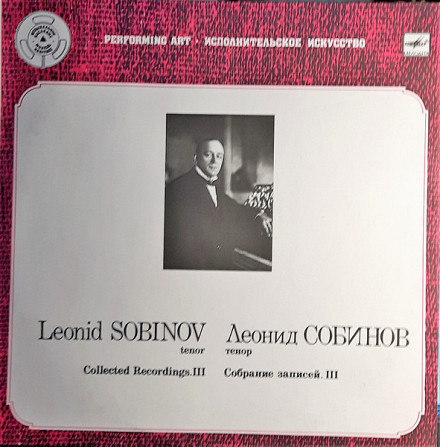 PERFORMING ART · ИСПОЛНИТЕЛЬСКОЕ ИСКУССТВО
Leonid SOBINOV Леонид СОБИНОВ
tenor тенор
Collected Recordings.III Собрание записей. III